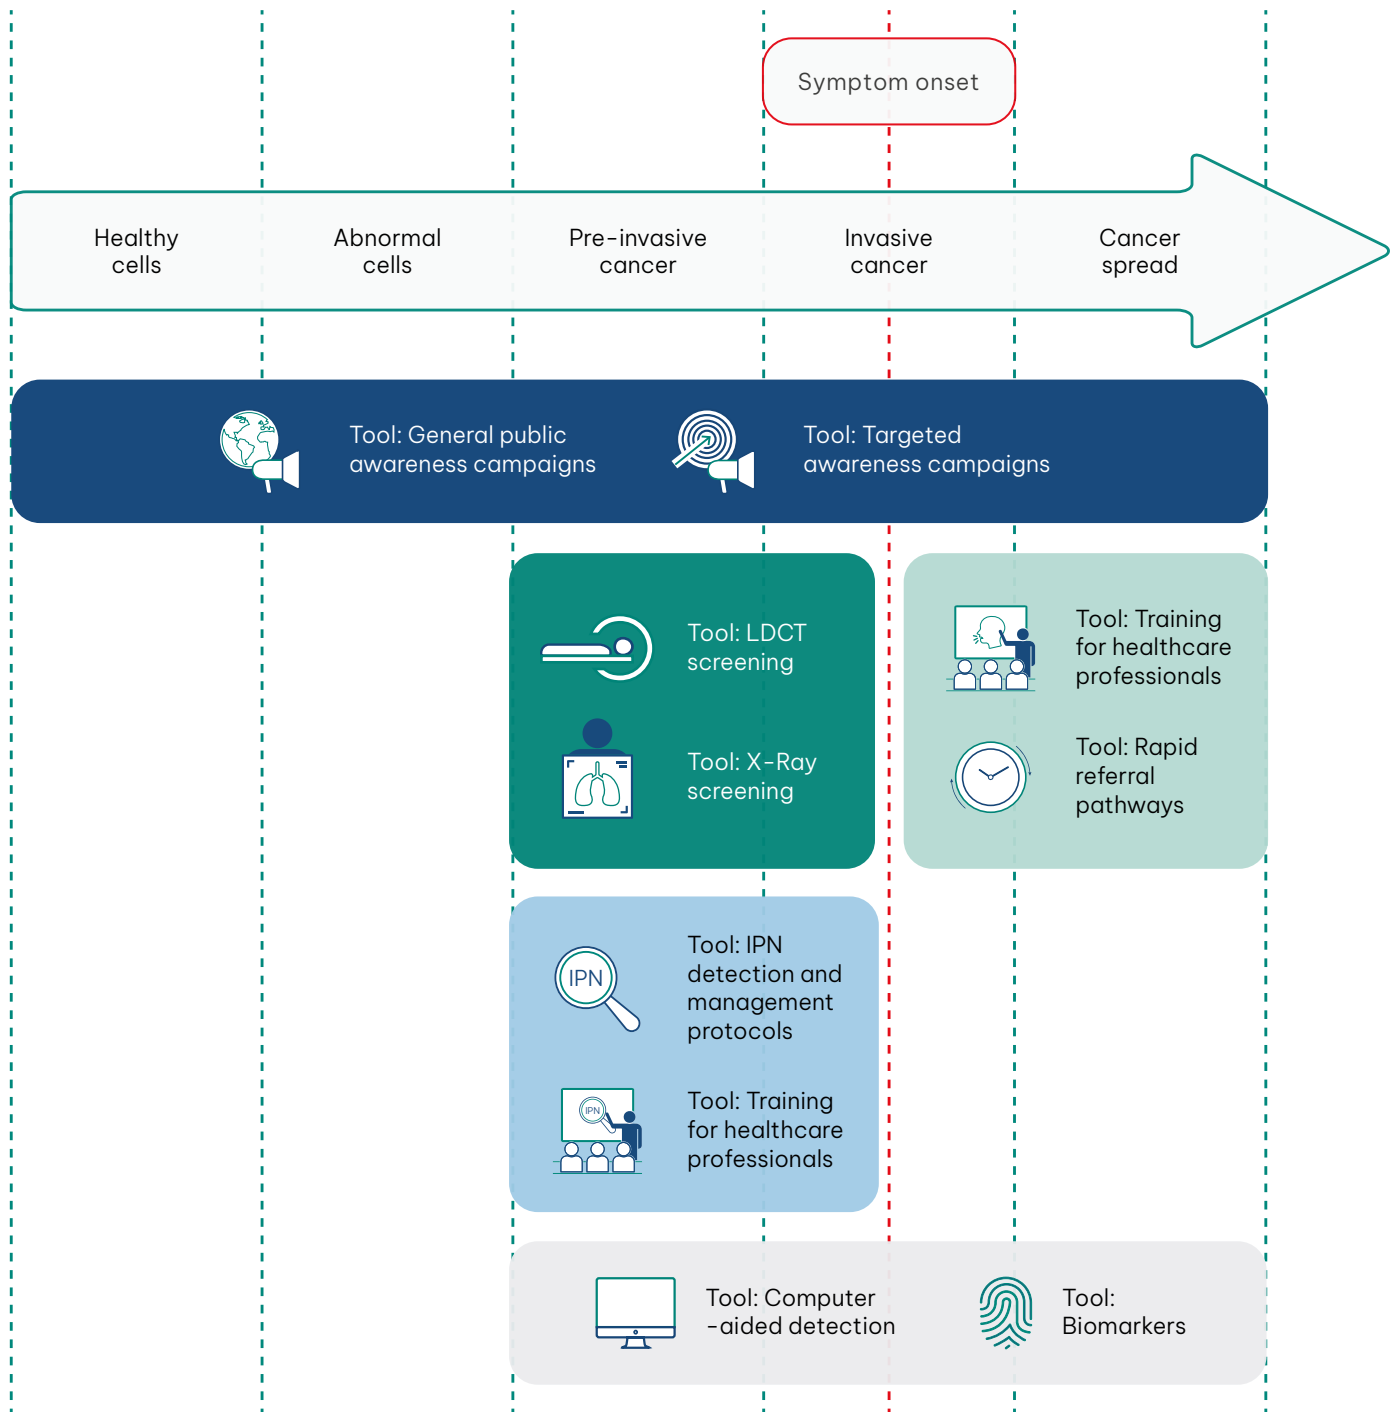 Symptom onset
Healthy
cells
Abnormal
cells
Pre-invasive
cancer
Invasive
cancer
Cancer
spread
Tool: General public
awareness campaigns
Tool: Targeted
awareness campaigns
Tool: LDCT
screening
Tool: X-Ray
screening
Tool: Training
for healthcare
professionals
Tool: Rapid
referral
pathways
IPN
Tool: IPN
detection and
management
protocols
IPN
Tool: Training
for healthcare
professionals
Tool: Computer
-aided detection
Tool:
Biomarkers